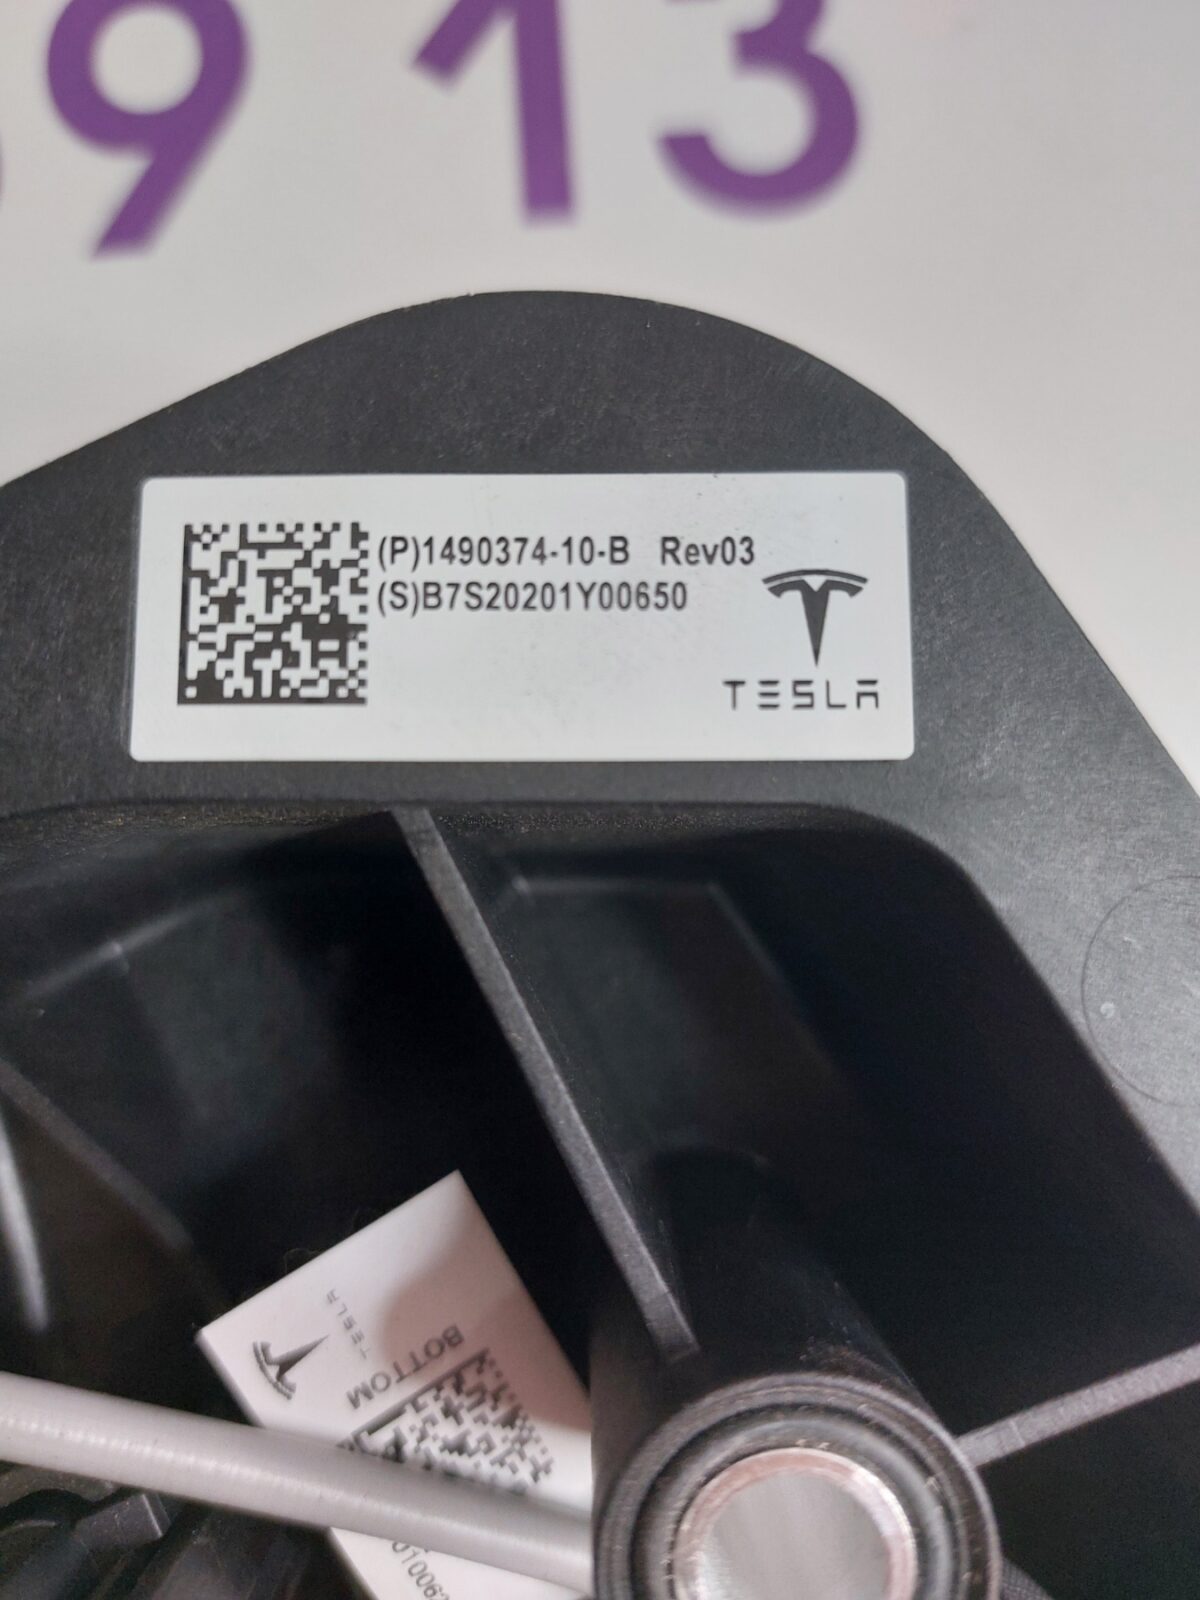 9 13
(P)1490374-10-B Rev03
(S)B7S20201Y00650
TESLA
TESLA
BOTTOM